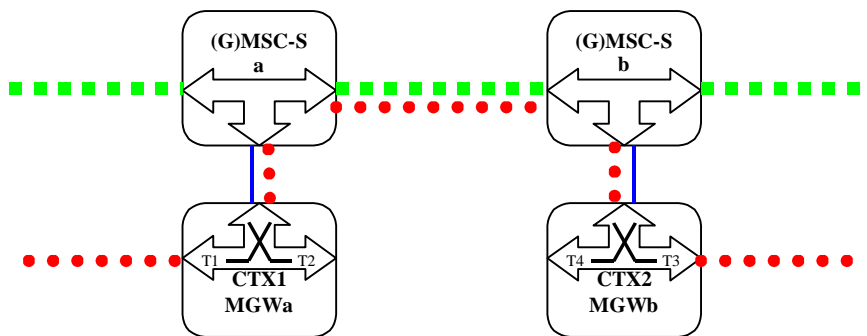 (G)MSC-S
a
(G)MSC-S
b
T1 T2
CTX1
MGWa
T4 T3
CTX2
MGWb